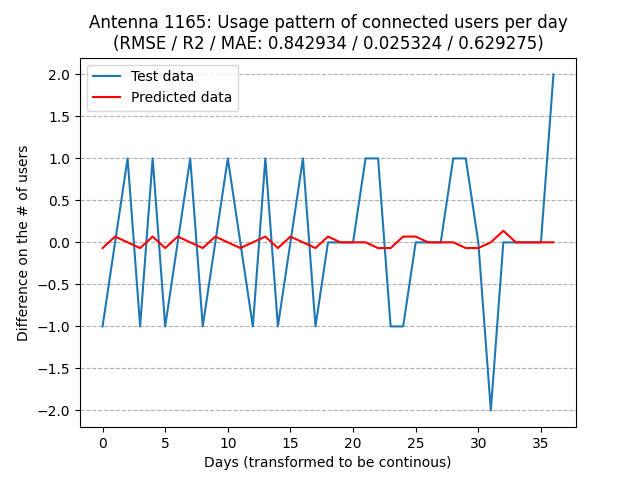 Antenna 1165: Usage pattern of connected users per day
(RMSE / R2 / MAE: 0.842934 / 0.025324 / 0.629275)
Test data
Predicted data
2.0
1.5
1.0
0.5
0.0
−0.5
−1.0
−1.5
−2.0
Difference on the # of users
0 5 10 15 20 25 30 35
Days (transformed to be continous)